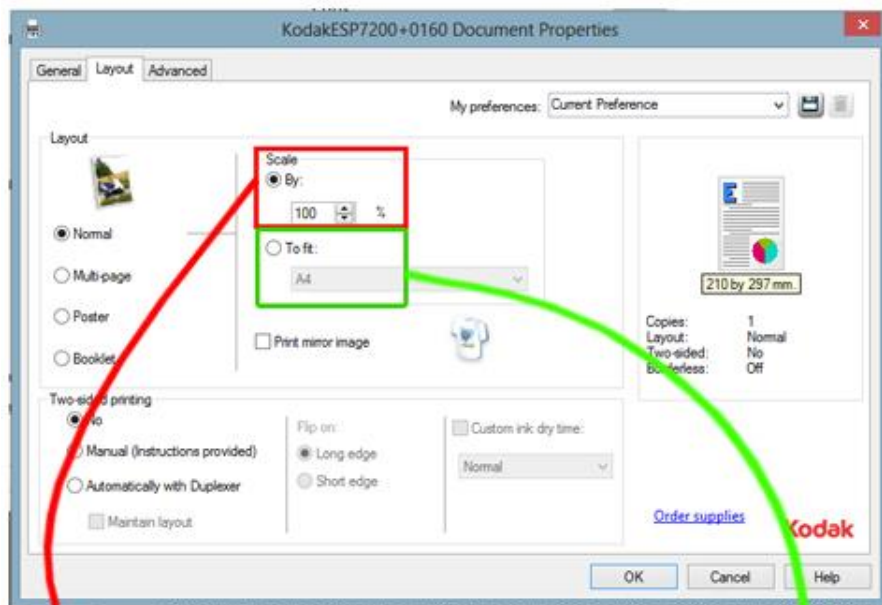 KodakESP7200+0160 Document Properties
General Layout Advanced
My preferences: Current Preference
Layout
Scale
By:
100 %
Normal
To fit:
A4
Multi-page
Poster
Print mirror image
Booklet
210 by 297 mm.
Copies: 1
Layout: Normal
Two-sided: No
Borderless: Off
Two-sided printing
No
Manual (Instructions provided)
Automatically with Duplexer
Maintain layout
Flip on:
Long edge
Short edge
Custom ink dry time:
Normal
Order supplies
Kodak
OK Cancel Help